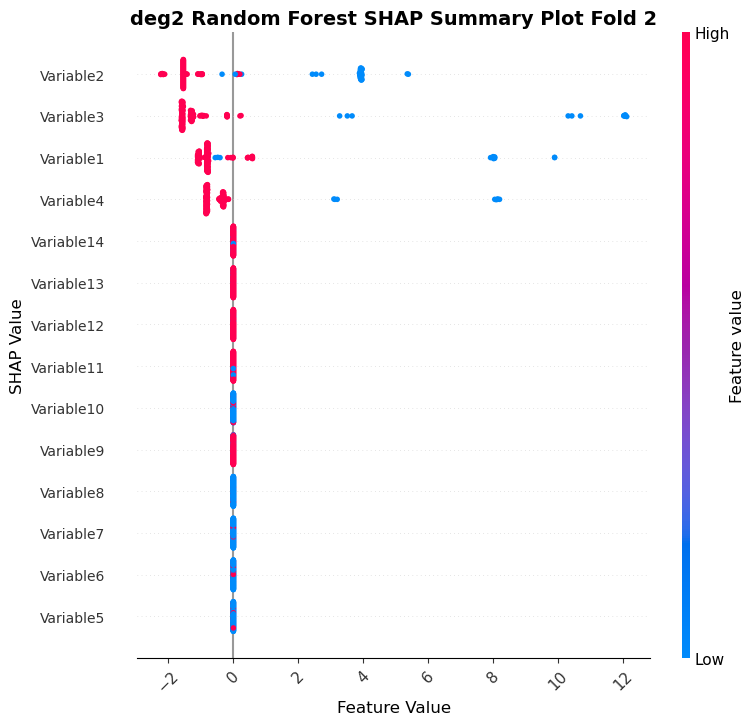 deg2 Random Forest SHAP Summary Plot Fold 2
High
Variable2
Variable3
Variable1
Variable4
Variable14
Variable13
Variable12
Variable11
Variable10
Variable9
Variable8
Variable7
Variable6
Variable5
SHAP Value
Feature value
Low
−2 0 2 4 6 8 10 12
Feature Value